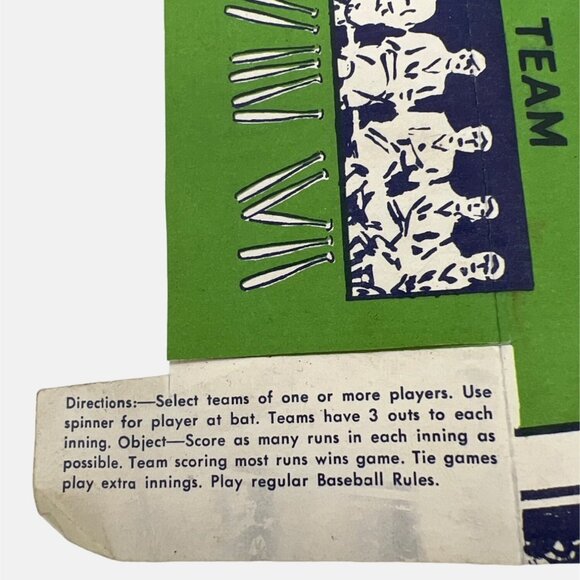 TEAM
Directions:—Select teams of one or more players. Use
spinner for player at bat. Teams have 3 outs to each
inning. Object—Score as many runs in each inning as
possible. Team scoring most runs wins game. Tie games
play extra innings. Play regular Baseball Rules.